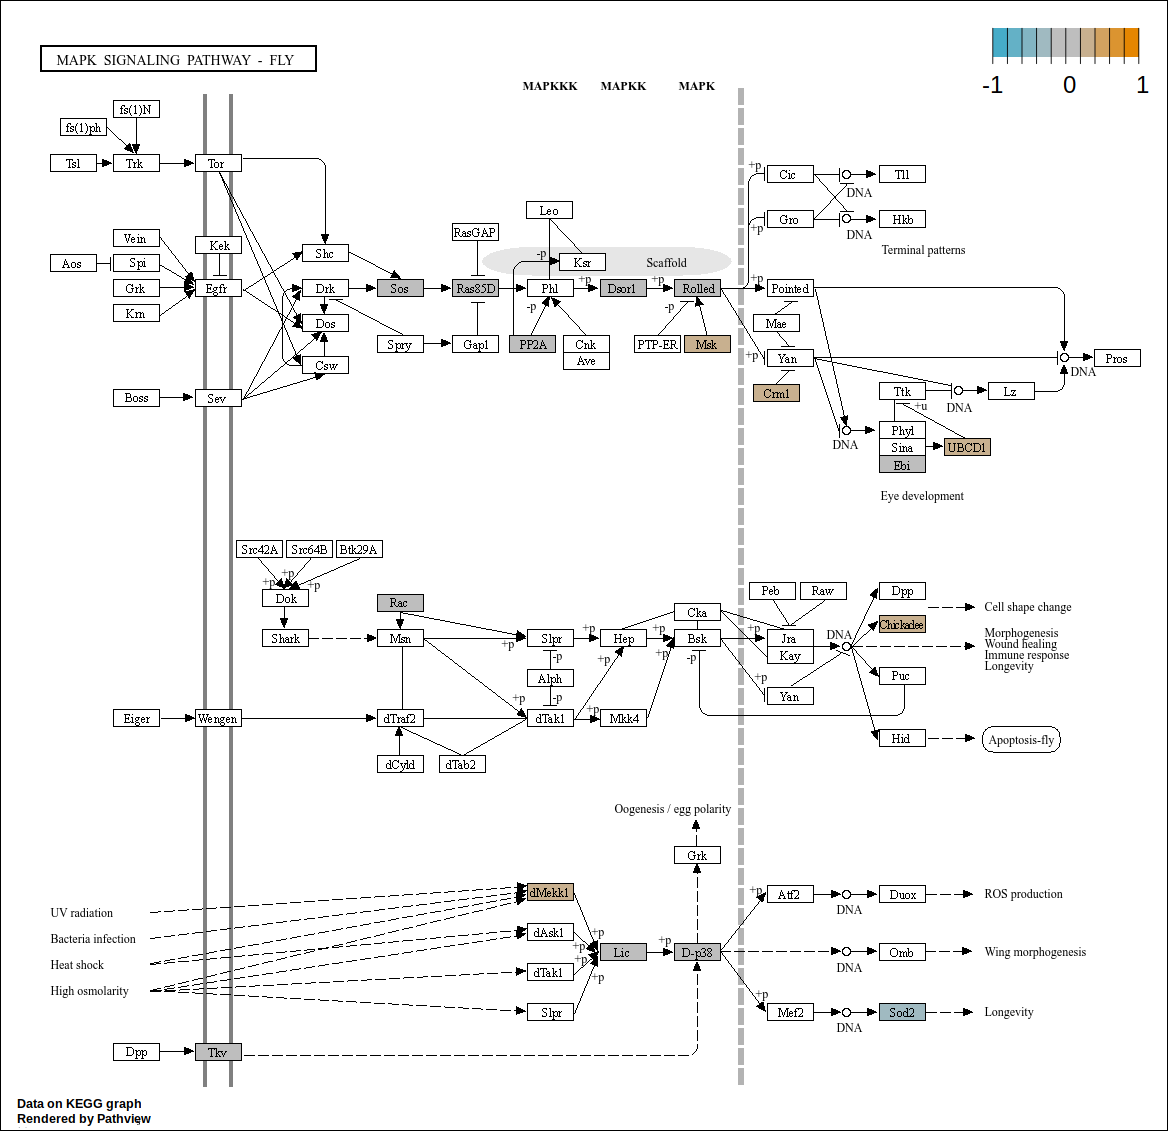 MAPK SIGNALING PATHWAY - FLY
-1 0 1
MAPKKK MAPKK MAPK
fs(1)N
fs(1)ph
Tsl Trk Tor
+p Cic Tll
DNA
Leo
Gro Hkb
+p DNA
RasGAP
Vein Kek
Shc -p Ksr Scaffold
Terminal patterns
Aos Spi
Grk Egfr Drk Sos Ras85D Phl +p Dsor1 +p Rolled +p Pointed
Krn -p -p
Dos Mae
Spry Gap1 PP2A Cnk PTP-ER Msk +p Yan Pros
Ave
Csw DNA
Boss Sev Crm1 Ttk Lz
+u DNA
Phyl
DNA Sina UBCD1
Ebi
Eye development
Src42A Src64B Btk29A
+p +p +p
Dok Rac Cka Peb Raw Dpp
Cell shape change
Chickadee
Shark Msn +p Slpr +p Hep +p Bsk +p Jra DNA
Morphogenesis
Wound healing
Immune response
Longevity
-p +p +p -p Kay
Alph +p Puc
+p -p Yan
Eiger Wengen dTraf2 dTak1 +p Mkk4
Hid Apoptosis-fly
dCyld dTab2
Oogenesis / egg polarity
Grk
dMekk1 +p Atf2 Duox ROS production
UV radiation DNA
Bacteria infection dAsk1 +p +p
Heat shock +p Lic D-p38 Omb Wing morphogenesis
dTak1 +p DNA
High osmolarity +p
Slpr Mef2 Sod2 Longevity
DNA
Dpp Tkv
Data on KEGG graph
Rendered by Pathview